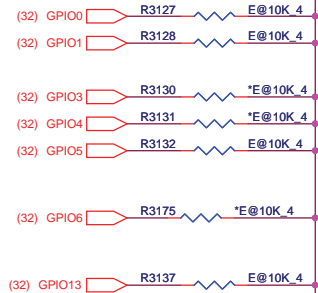 (32) GPIO0 R3127 E@10K_4
(32) GPIO1 R3128 E@10K_4
(32) GPIO3 R3130 *E@10K_4
(32) GPIO4 R3131 *E@10K_4
(32) GPIO5 R3132 E@10K_4
(32) GPIO6 R3175 *E@10K_4
(32) GPIO13 R3137 E@10K_4